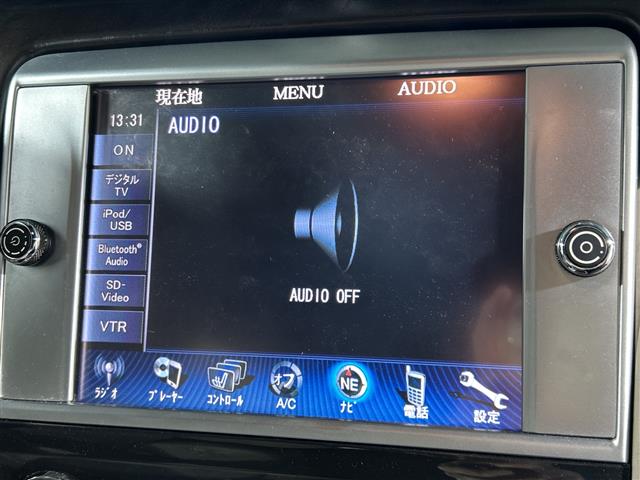 現在地 MENU AUDIO
13:31 AUDIO
ON
デジタル
TV
iPod/
USB
Bluetooth®
Audio
SD-
Video
VTR
AUDIO OFF
オフ NE
ラジオ プレーヤー コントロール A/C ナビ 電話 設定